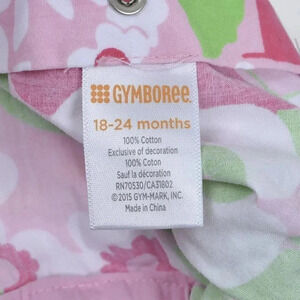 GYMBOREE
18-24 months
100% Cotton
Exclusive of decoration
100% Coton
Sauf la décoration
RN70530/CA31802
©2015 GYM-MARK, INC.
Made in China